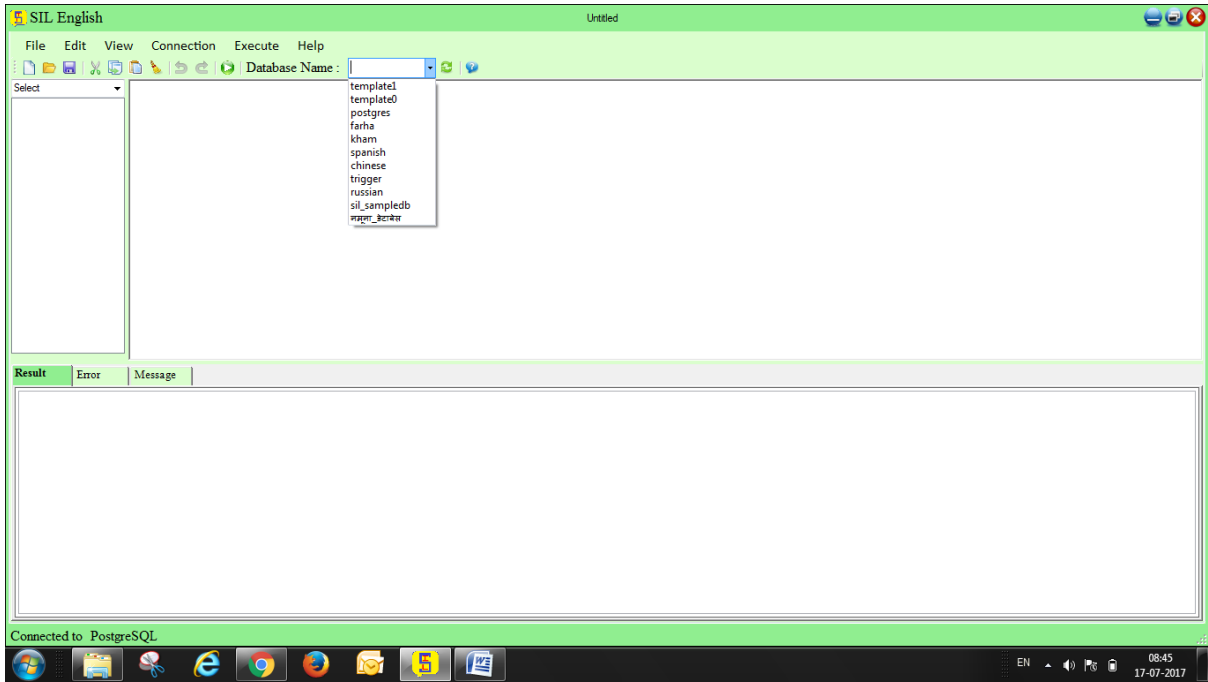 SIL English
Untitled
File Edit View Connection Execute Help
Database Name :
Select
template1
template0
postgres
farha
kham
spanish
chinese
trigger
russian
sil_sampledb
नमूना_डेटाबेस
Result Error Message
Connected to PostgreSQL
EN
08:45
17-07-2017